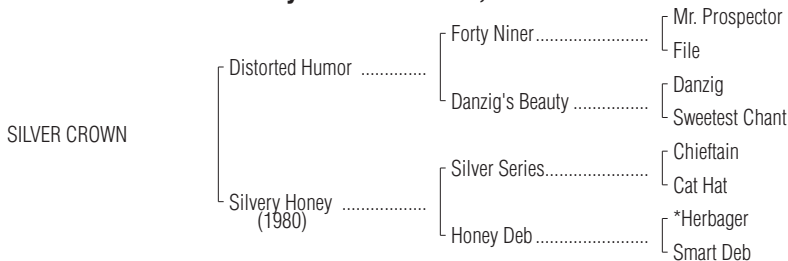 Mr. Prospector
Forty Niner........................
File
Distorted Humor ..............
Danzig
Danzig's Beauty ................
Sweetest Chant
SILVER CROWN
Chieftain
Silver Series......................
Cat Hat
Silvery Honey ..................
(1980)
*Herbager
Honey Deb ........................
Smart Deb